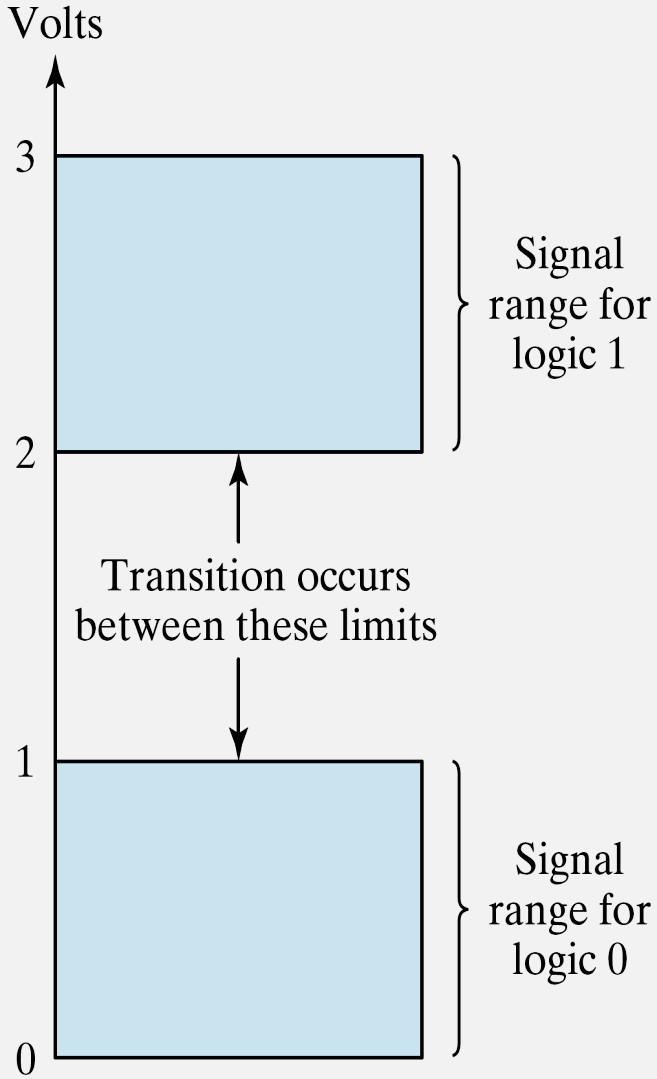 Volts
3
Signal
range for
logic 1
2
Transition occurs
between these limits
1
Signal
range for
logic 0
0